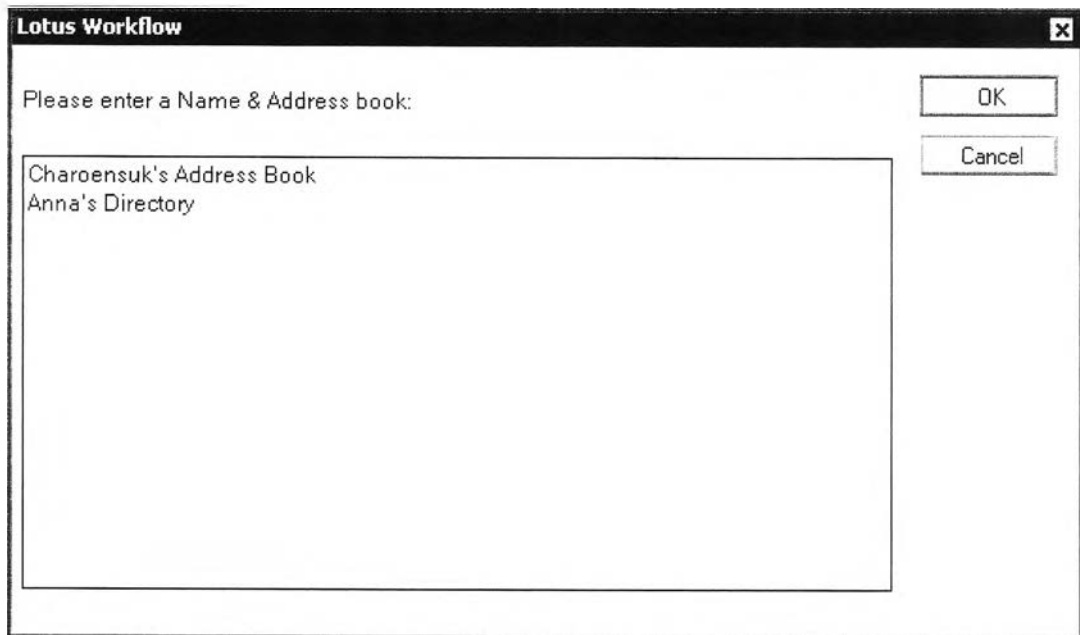 Lotus Workflow
Please enter a Name & Address book:
OK
Cancel
Charoensuk's Address Book
Anna's Directory